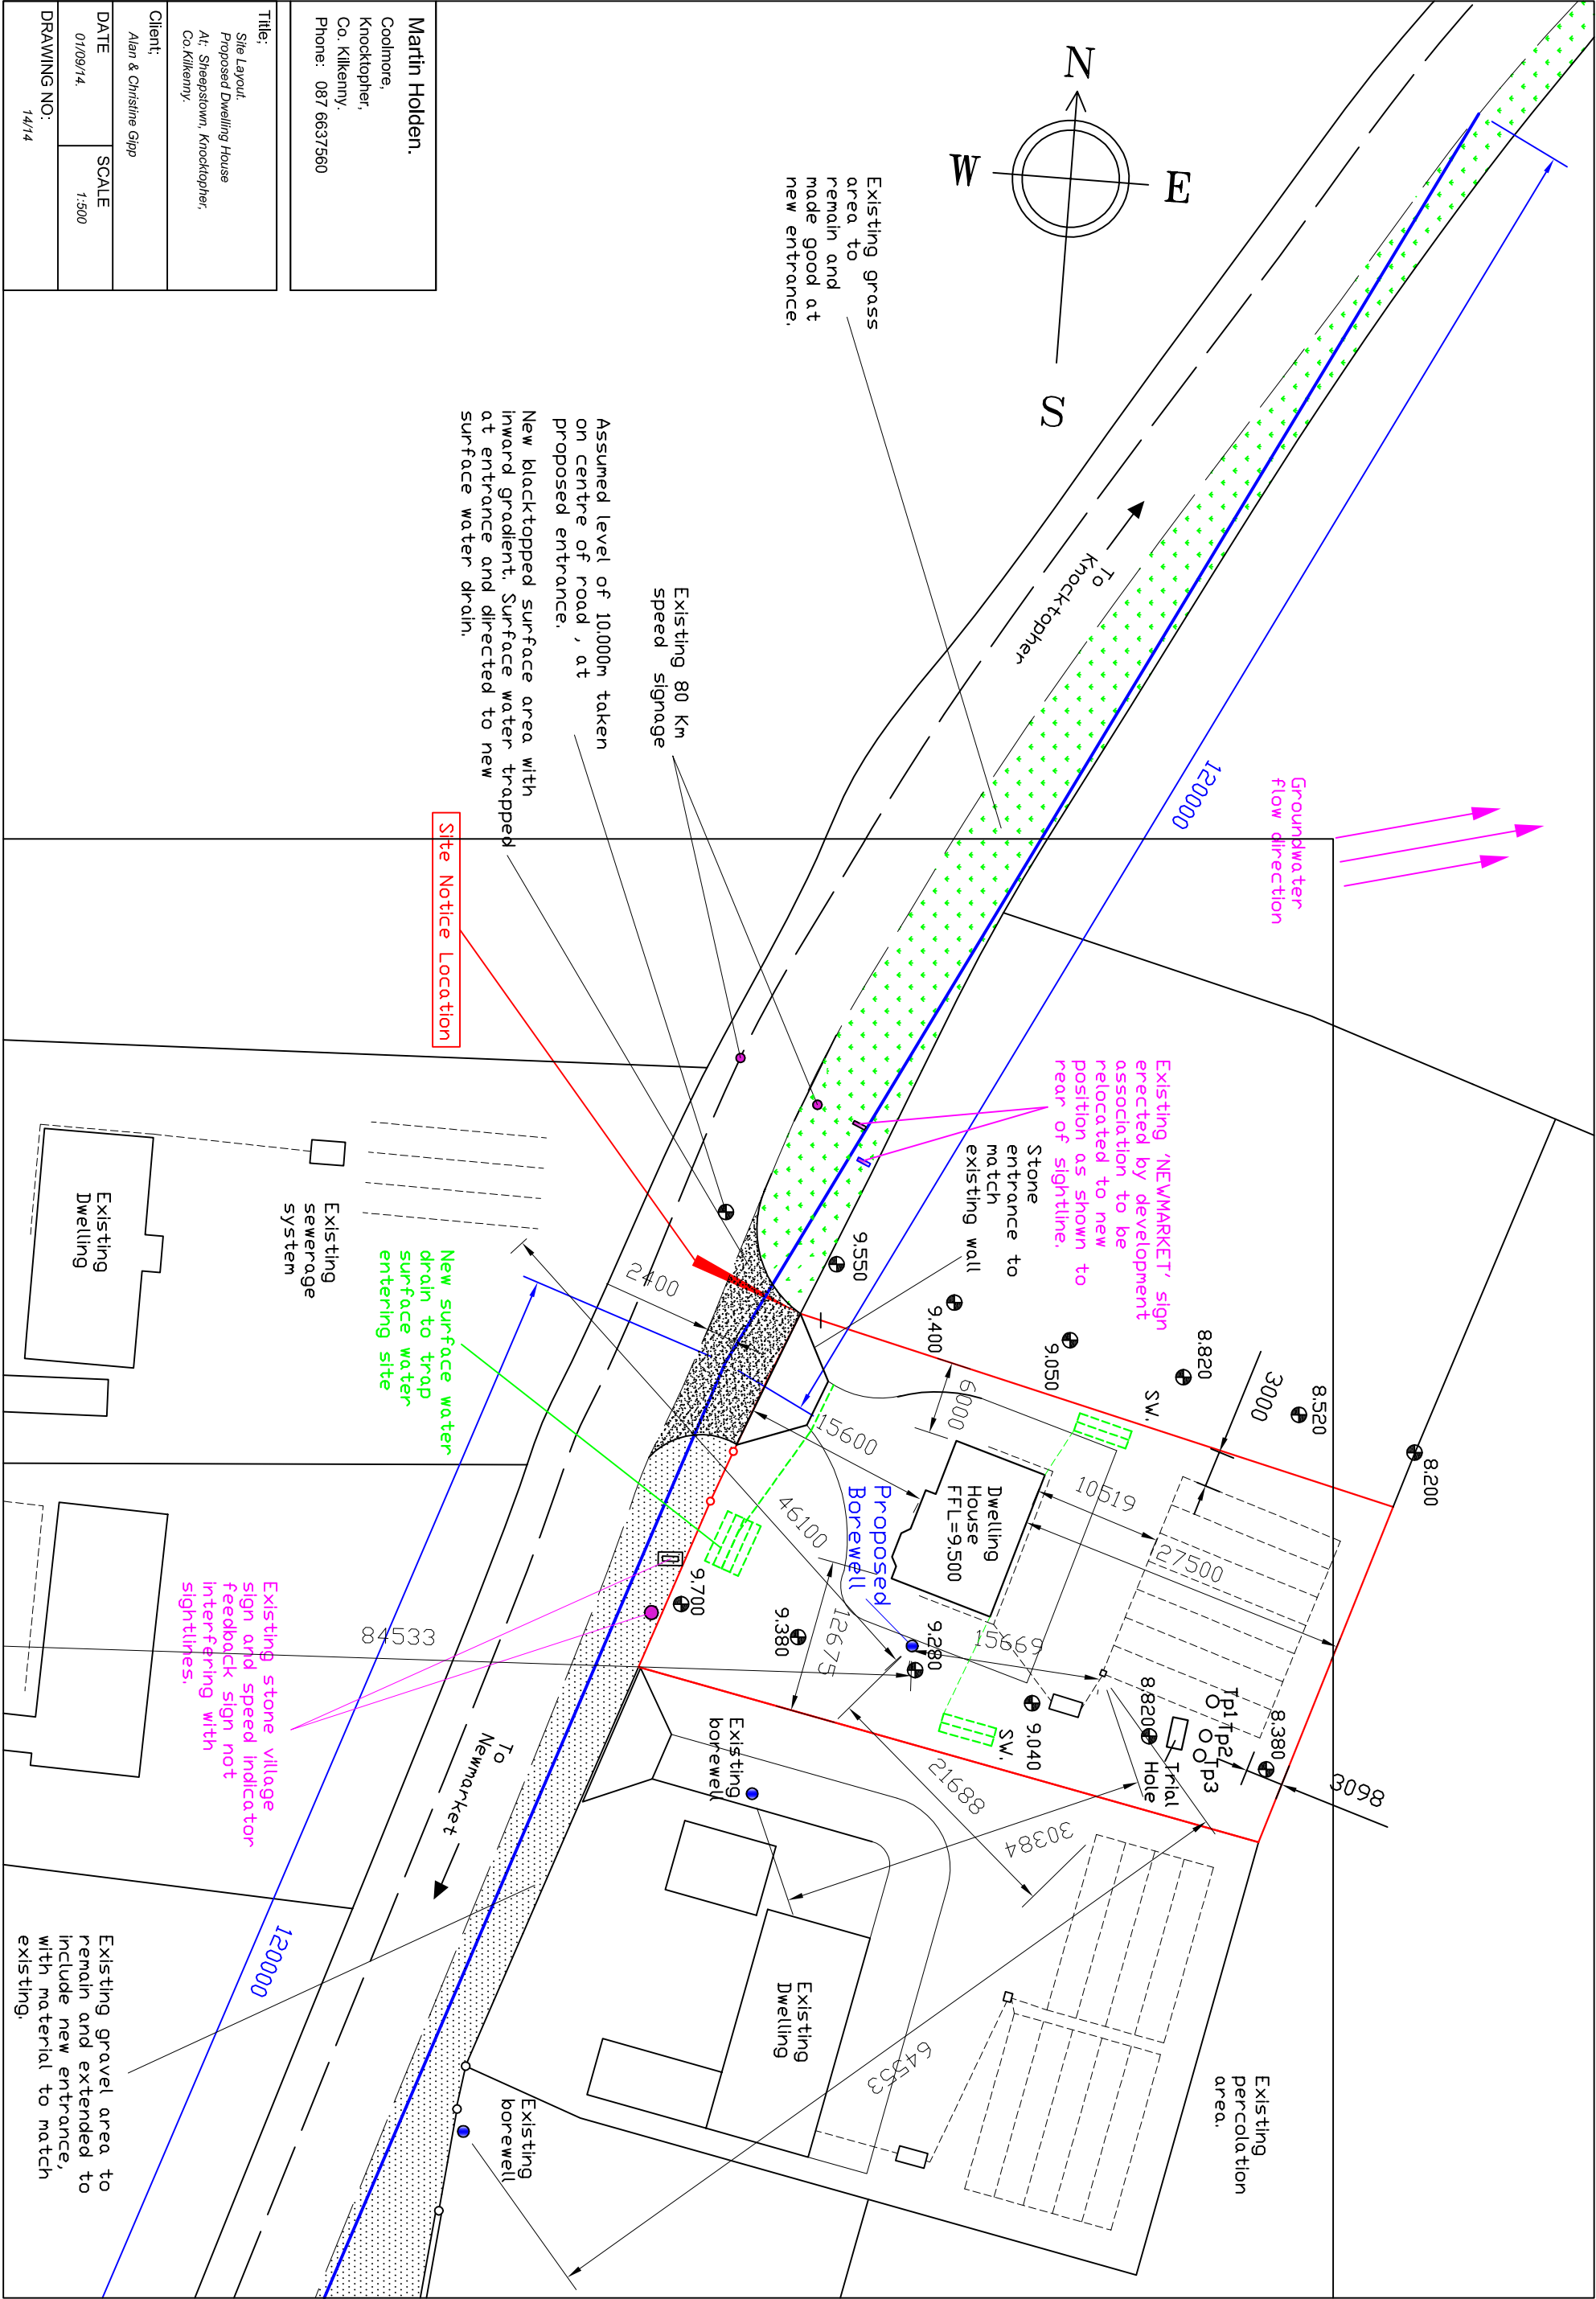 Martin Holden.
Coolmore,
Knocktopher,
Co. Kilkenny.
Phone: 087 6637560
Title;
Site Layout.
Proposed Dwelling House
At; Sheepstown, Knocktopher,
Co.Kilkenny.
Client;
Alan & Christine Gipp
DATE
01/09/14.
SCALE
1:500
DRAWING NO:
14/14
N
W
E
S
Existing grass
area to
remain and
made good at
new entrance.
To
Knocktopher
120000
Groundwater
flow direction
Existing 80 Km
speed signage
Assumed level of 10.000m taken
on centre of road , at
proposed entrance.
New blacktopped surface area with
inward gradient. Surface water trapped
at entrance and directed to new
surface water drain.
Site Notice Location
Existing 'NEWMARKET' sign
erected by development
association to be
relocated to new
position as shown to
rear of sightline.
Stone
entrance to
match
existing wall
9.550
9.400
9.050
8.820
8.520
8.200
SW.
3000
6000
15600
2400
Dwelling
House
FFL=9.500
10519
27500
46100
Proposed
Borewell
12675
15669
9.280
9.380
9.700
9.040
SW.
8.820
Trial
Hole
Tp1
Tp2
Tp3
8.380
3098
21688
30384
64553
84533
Existing
sewerage
system
Existing
Dwelling
New surface water
drain to trap
surface water
entering site
Existing stone village
sign and speed indicator
feedback sign not
interfering with
sightlines.
To
Newmarket
Existing
borewell
Existing
Dwelling
Existing
borewell
Existing
percolation
area.
120000
Existing gravel area to
remain and extended to
include new entrance,
with material to match
existing.